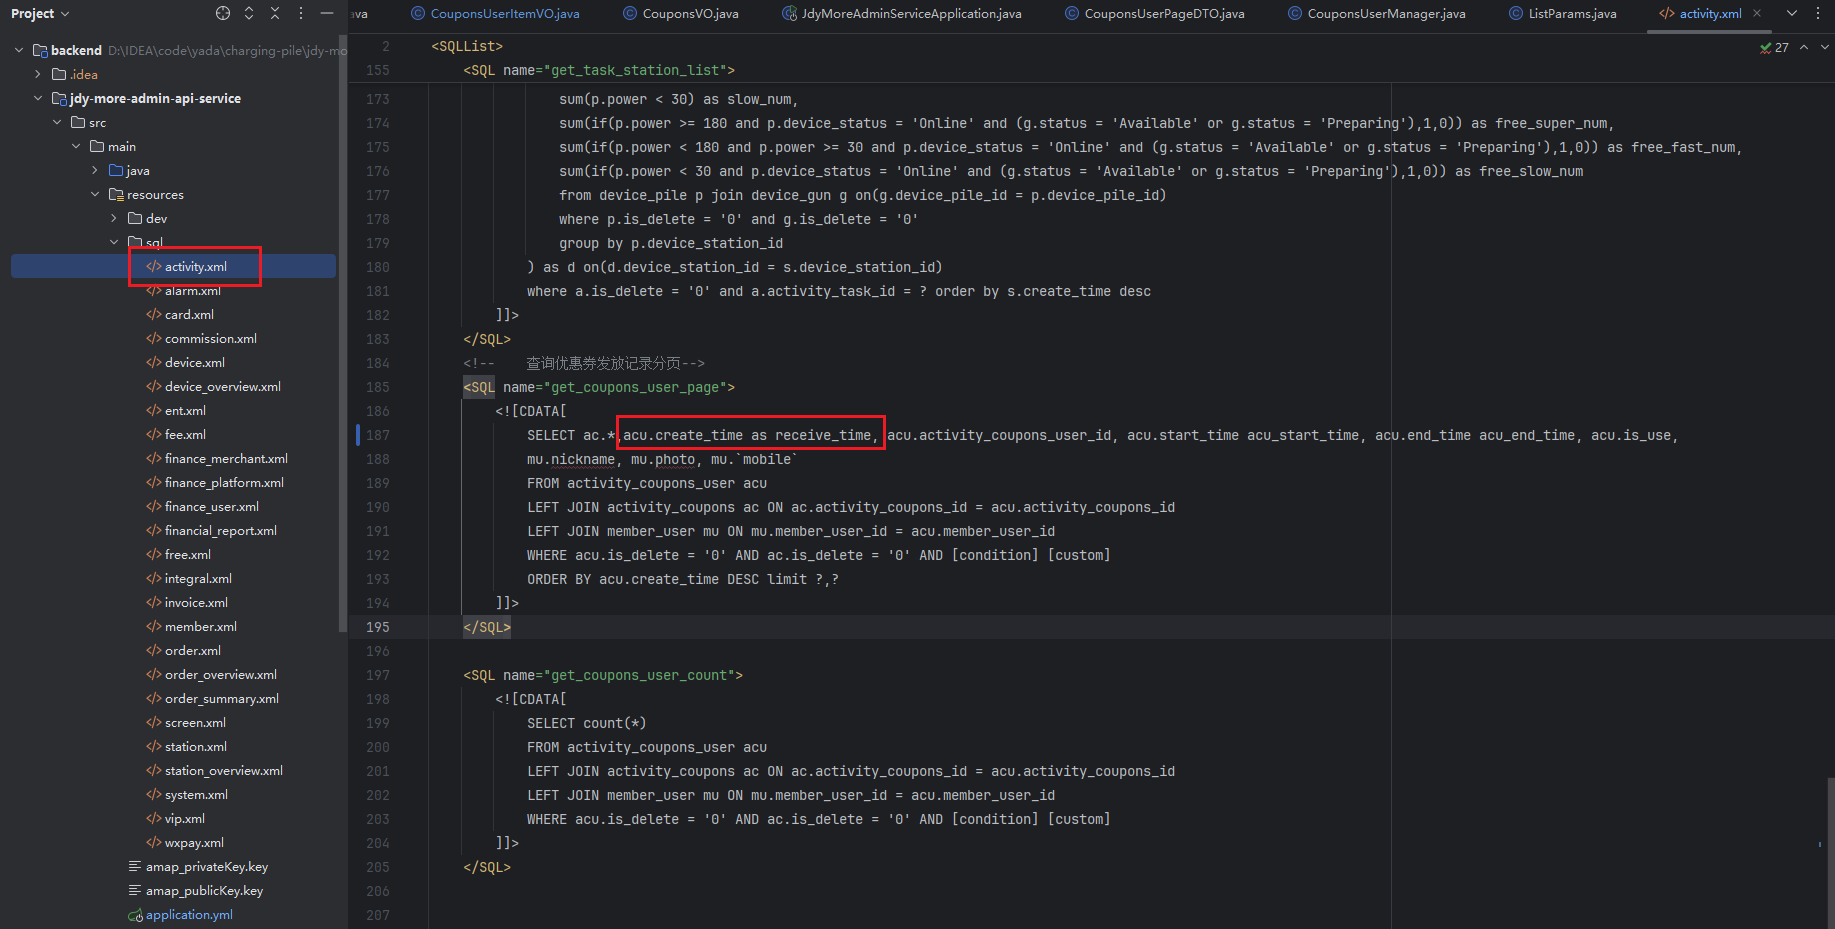 Project
ava
CouponsUserItemVO.java
CouponsVO.java
JdyMoreAdminServiceApplication.java
CouponsUserPageDTO.java
CouponsUserManager.java
ListParams.java
activity.xml
backend D:\IDEA\code\yada\charging-pile\jdy-mo
.idea
jdy-more-admin-api-service
src
main
java
resources
dev
sql
activity.xml
alarm.xml
card.xml
commission.xml
device.xml
device_overview.xml
ent.xml
fee.xml
finance_merchant.xml
finance_platform.xml
finance_user.xml
financial_report.xml
free.xml
integral.xml
invoice.xml
member.xml
order.xml
order_overview.xml
order_summary.xml
screen.xml
station.xml
station_overview.xml
system.xml
vip.xml
wxpay.xml
amap_privateKey.key
amap_publicKey.key
application.yml
27
2 <SQLList>
155 <SQL name="get_task_station_list">
173 sum(p.power < 30) as slow_num,
174 sum(if(p.power >= 180 and p.device_status = 'Online' and (g.status = 'Available' or g.status = 'Preparing'),1,0)) as free_super_num,
175 sum(if(p.power < 180 and p.power >= 30 and p.device_status = 'Online' and (g.status = 'Available' or g.status = 'Preparing'),1,0)) as free_fast_num,
176 sum(if(p.power < 30 and p.device_status = 'Online' and (g.status = 'Available' or g.status = 'Preparing'),1,0)) as free_slow_num
177 from device_pile p join device_gun g on(g.device_pile_id = p.device_pile_id)
178 where p.is_delete = '0' and g.is_delete = '0'
179 group by p.device_station_id
180 ) as d on(d.device_station_id = s.device_station_id)
181 where a.is_delete = '0' and a.activity_task_id = ? order by s.create_time desc
182 ]]>
183 </SQL>
184 <!-- 查询优惠券发放记录分页-->
185 <SQL name="get_coupons_user_page">
186 <![CDATA[
187 SELECT ac.*,acu.create_time as receive_time, acu.activity_coupons_user_id, acu.start_time acu_start_time, acu.end_time acu_end_time, acu.is_use,
188 mu.nickname, mu.photo, mu.`mobile`
189 FROM activity_coupons_user acu
190 LEFT JOIN activity_coupons ac ON ac.activity_coupons_id = acu.activity_coupons_id
191 LEFT JOIN member_user mu ON mu.member_user_id = acu.member_user_id
192 WHERE acu.is_delete = '0' AND ac.is_delete = '0' AND [condition] [custom]
193 ORDER BY acu.create_time DESC limit ?,?
194 ]]>
195 </SQL>
196
197 <SQL name="get_coupons_user_count">
198 <![CDATA[
199 SELECT count(*)
200 FROM activity_coupons_user acu
201 LEFT JOIN activity_coupons ac ON ac.activity_coupons_id = acu.activity_coupons_id
202 LEFT JOIN member_user mu ON mu.member_user_id = acu.member_user_id
203 WHERE acu.is_delete = '0' AND ac.is_delete = '0' AND [condition] [custom]
204 ]]>
205 </SQL>
206
207